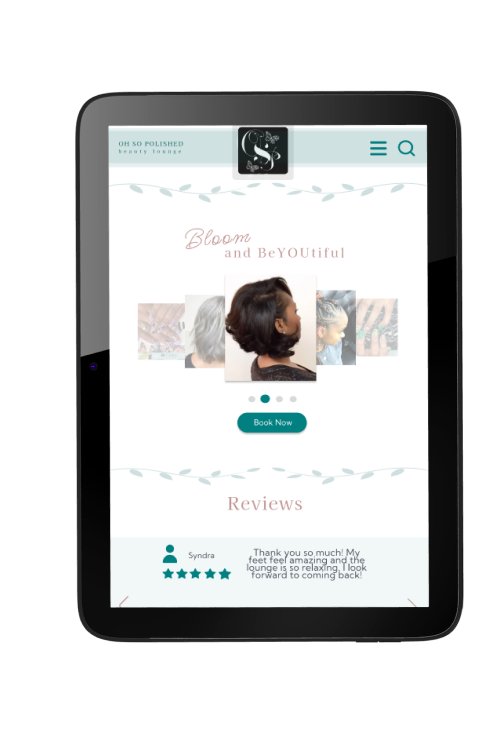 OH SO POLISHED
beauty lounge
OSP
Bloom
and BeYOUtiful
Book Now
Reviews
Syndra
Thank you so much! My
feet feel amazing and the
lounge is so relaxing, I look
forward to coming back!